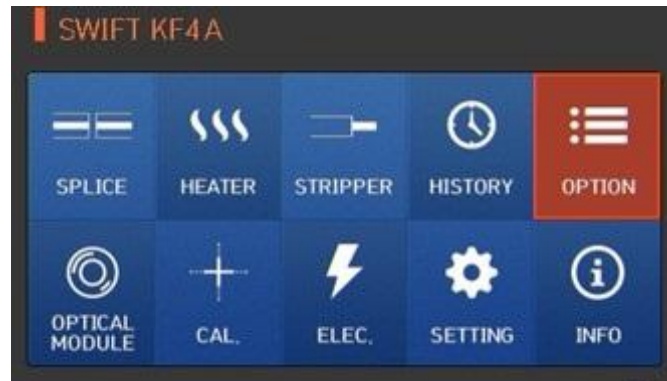 SWIFT KF4A
SPLICE
HEATER
STRIPPER
HISTORY
OPTION
OPTICAL
MODULE
CAL.
ELEC.
SETTING
INFO